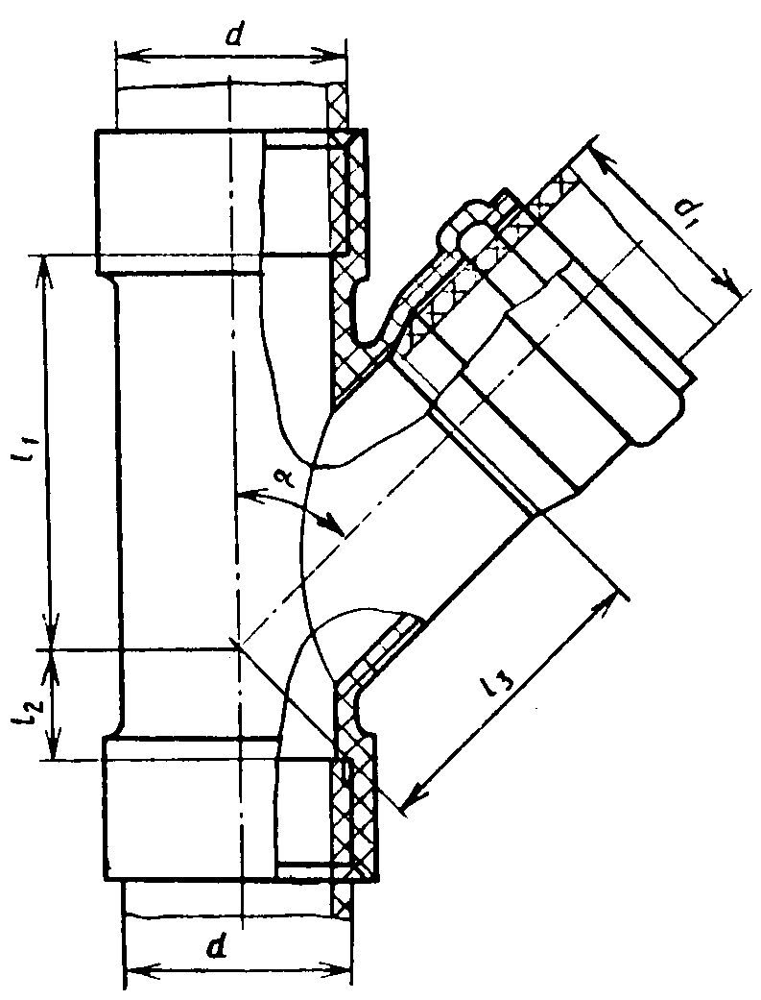 d
d₁
l₁
α
l₂
l₃
d